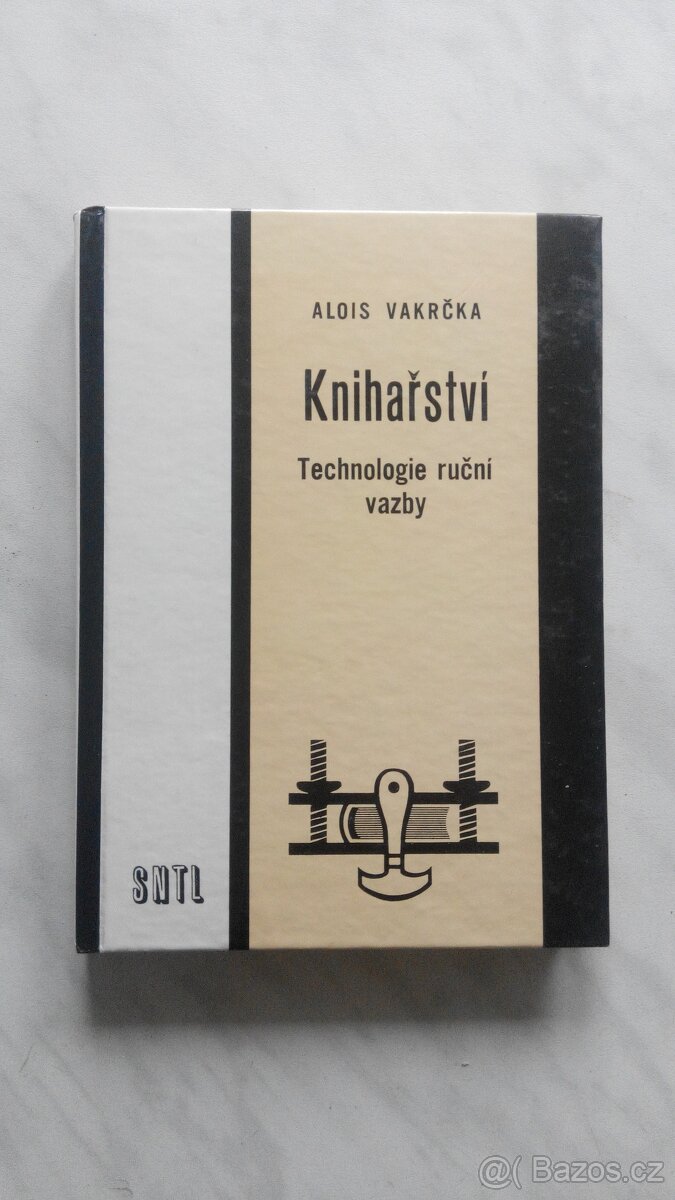 ALOIS VAKRČKA
Knihařství
Technologie ruční
vazby
SNTL
@( Bazos.cz